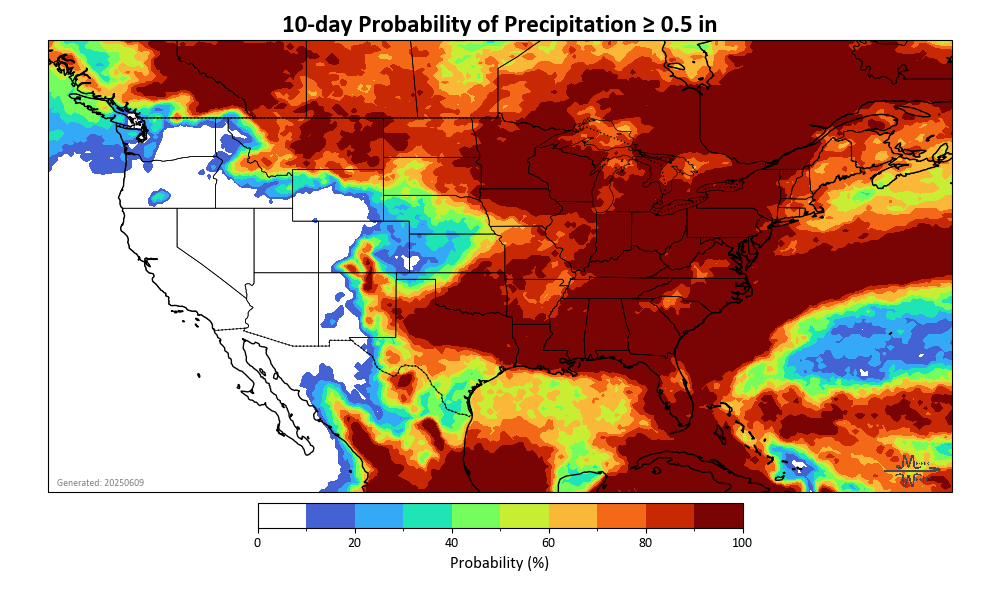 10-day Probability of Precipitation ≥ 0.5 in
Generated: 20250609
0 20 40 60 80 100
Probability (%)